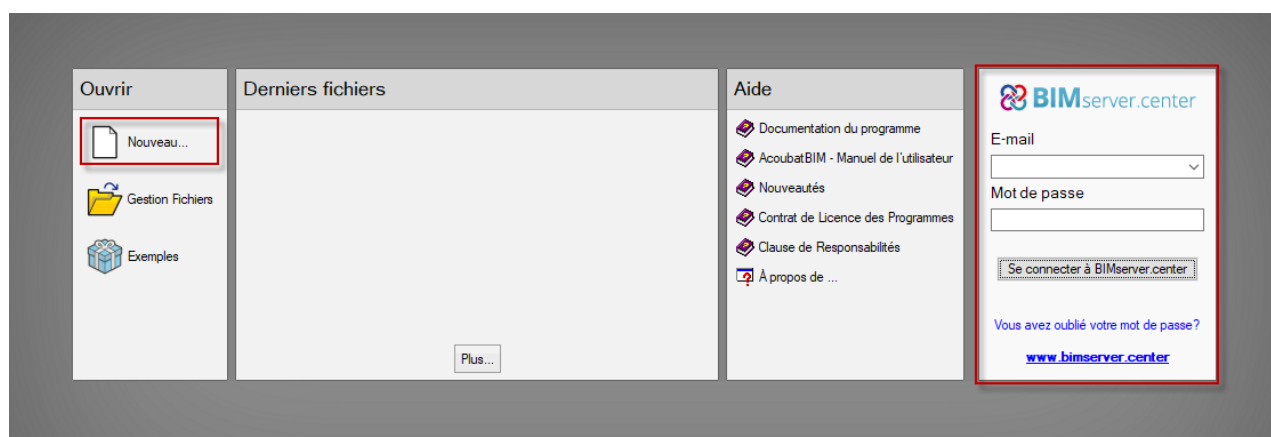 Ouvrir
Nouveau...
Gestion Fichiers
Exemples
Derniers fichiers
Plus...
Aide
Documentation du programme
AcoubatBIM - Manuel de l'utilisateur
Nouveautés
Contrat de Licence des Programmes
Clause de Responsabilités
À propos de ...
BIMserver.center
E-mail
Mot de passe
Se connecter à BIMserver.center
Vous avez oublié votre mot de passe?
www.bimserver.center